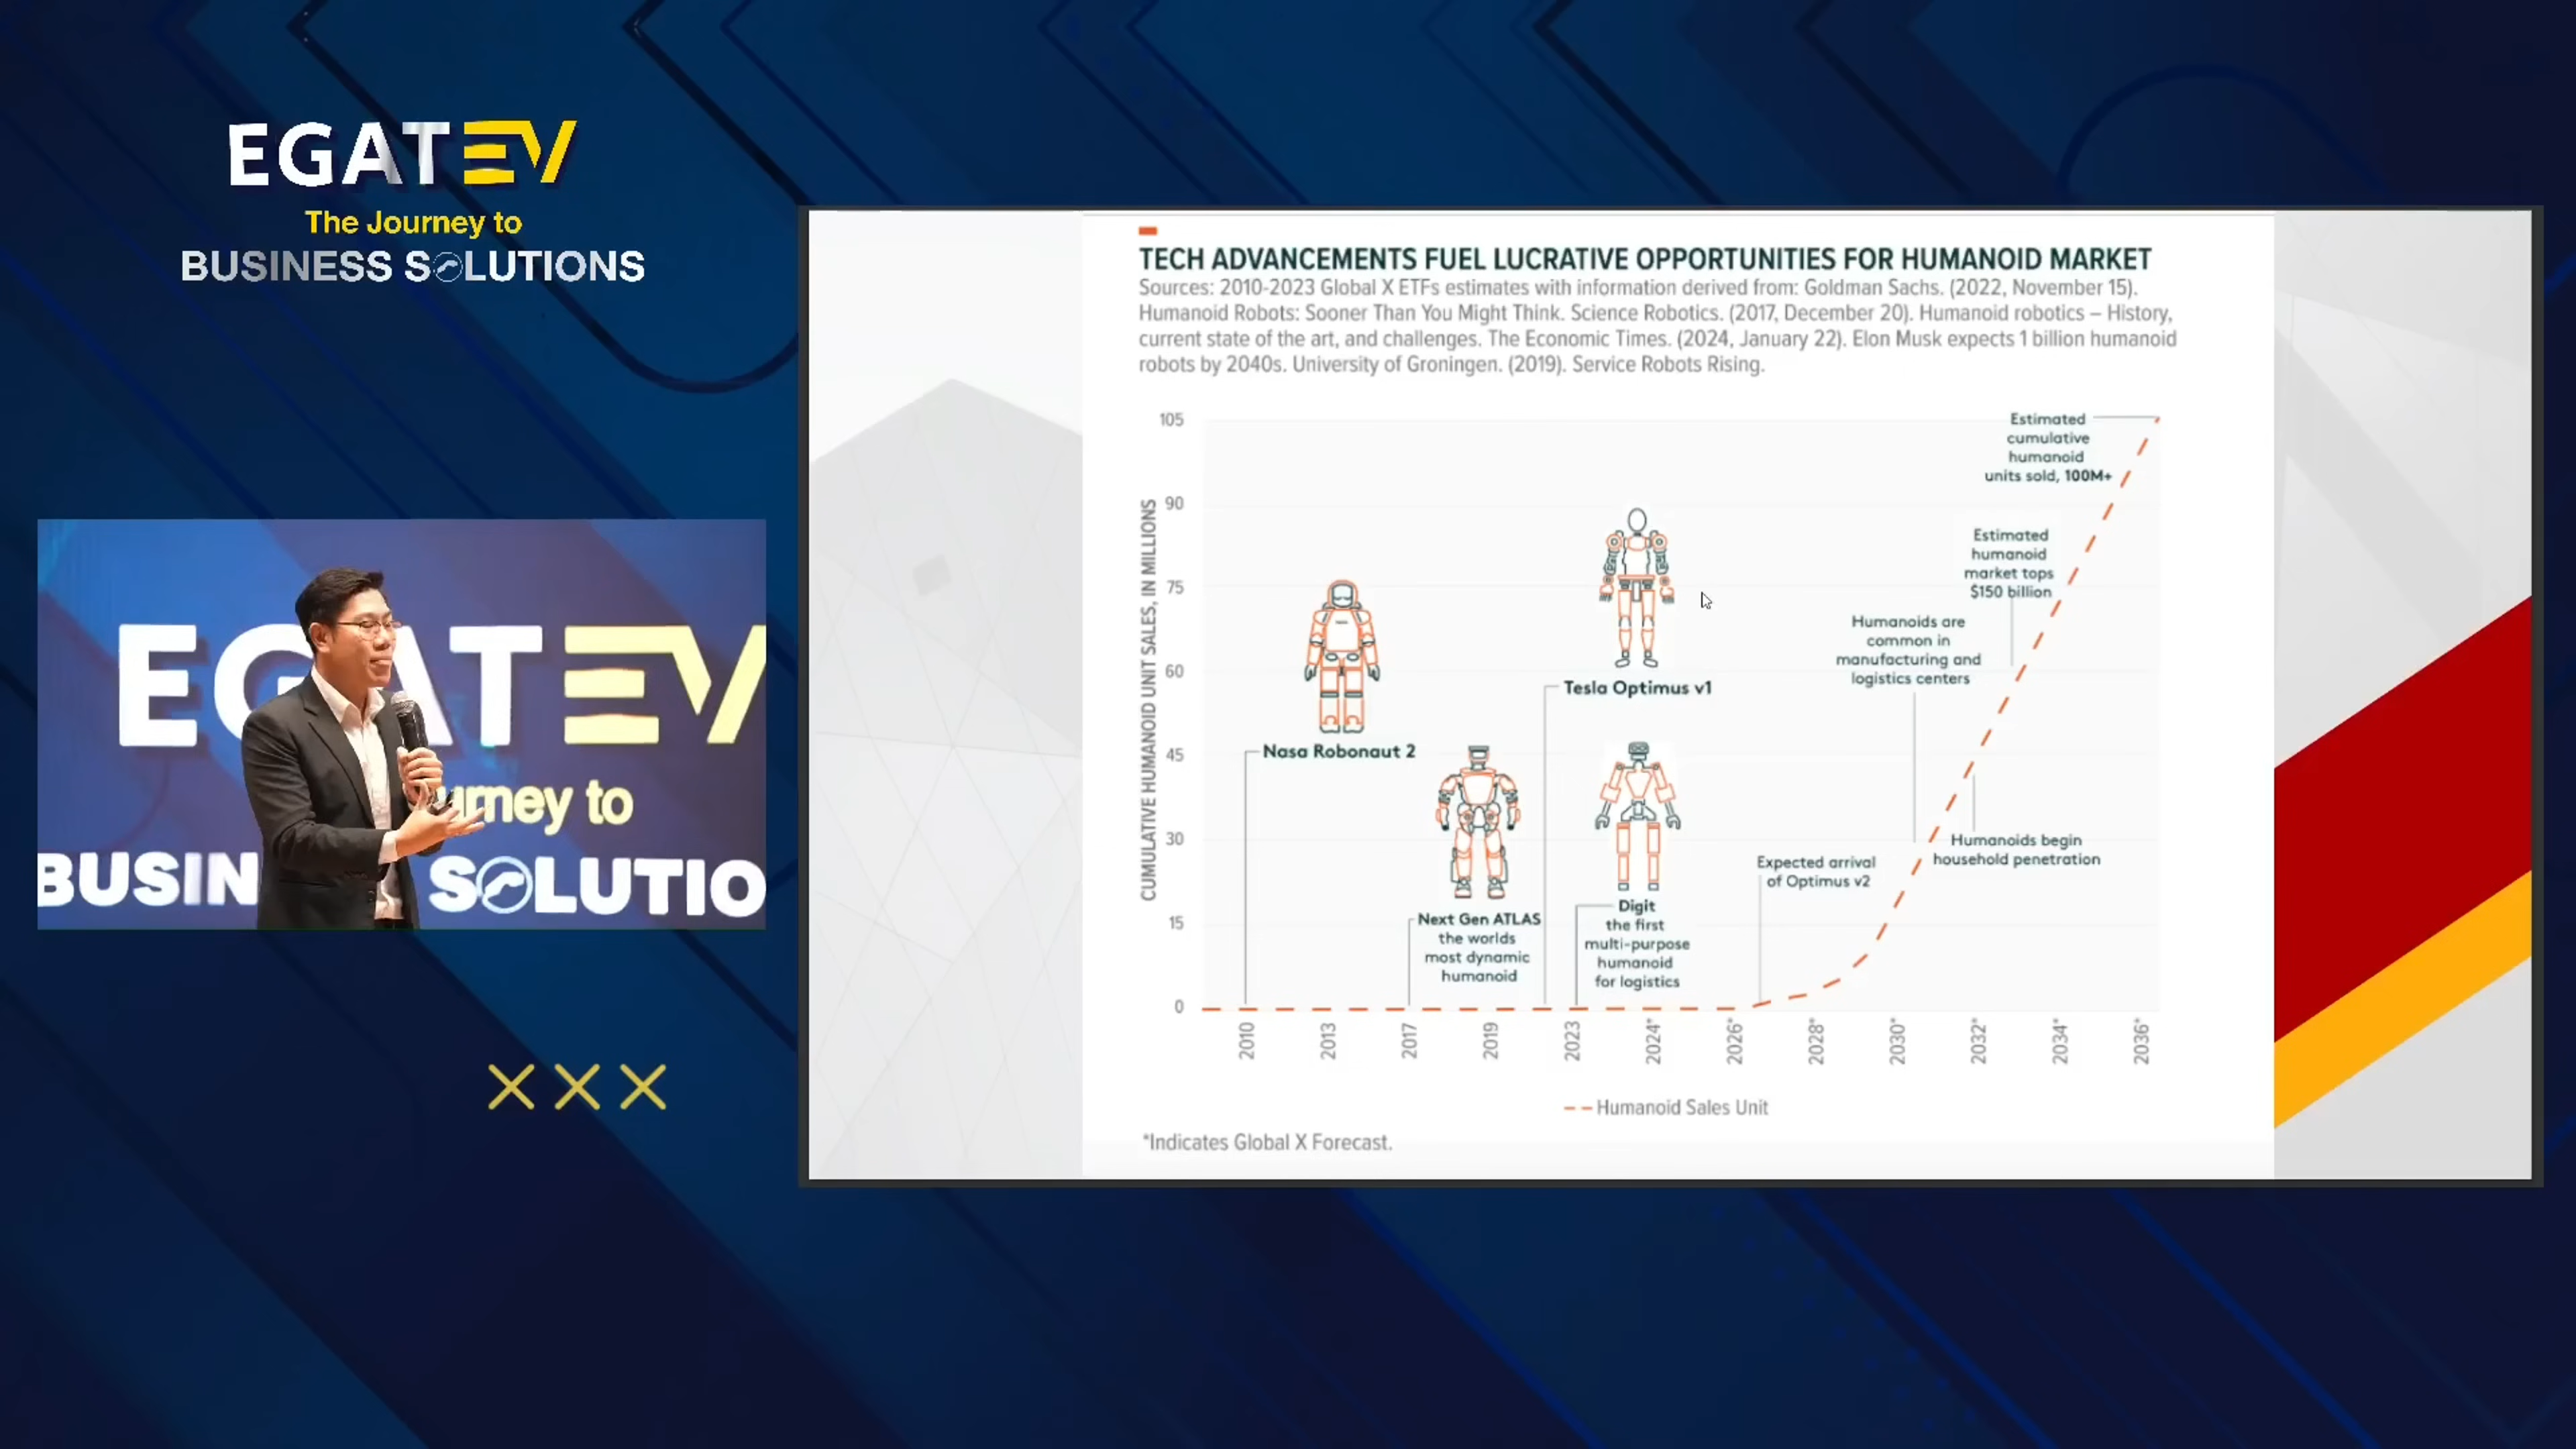 EGATEV
The Journey to
BUSINESS SOLUTIONS
EGATEV
urney to
BUSIN SOLUTIO
TECH ADVANCEMENTS FUEL LUCRATIVE OPPORTUNITIES FOR HUMANOID MARKET
Sources: 2010-2023 Global X ETFs estimates with information derived from: Goldman Sachs. (2022, November 15).
Humanoid Robots: Sooner Than You Might Think. Science Robotics. (2017, December 20). Humanoid robotics – History,
current state of the art, and challenges. The Economic Times. (2024, January 22). Elon Musk expects 1 billion humanoid
robots by 2040s. University of Groningen. (2019). Service Robots Rising.
CUMULATIVE HUMANOID UNIT SALES, IN MILLIONS
105
90
75
60
45
30
15
0
Nasa Robonaut 2
Next Gen ATLAS
the worlds
most dynamic
humanoid
Tesla Optimus v1
Digit
the first
multi-purpose
humanoid
for logistics
Expected arrival
of Optimus v2
Humanoids are
common in
manufacturing and
logistics centers
Humanoids begin
household penetration
Estimated
humanoid
market tops
$150 billion
Estimated
cumulative
humanoid
units sold, 100M+
2010
2013
2017
2019
2023
2024*
2026*
2028*
2030*
2032*
2034*
2036*
Humanoid Sales Unit
*Indicates Global X Forecast.